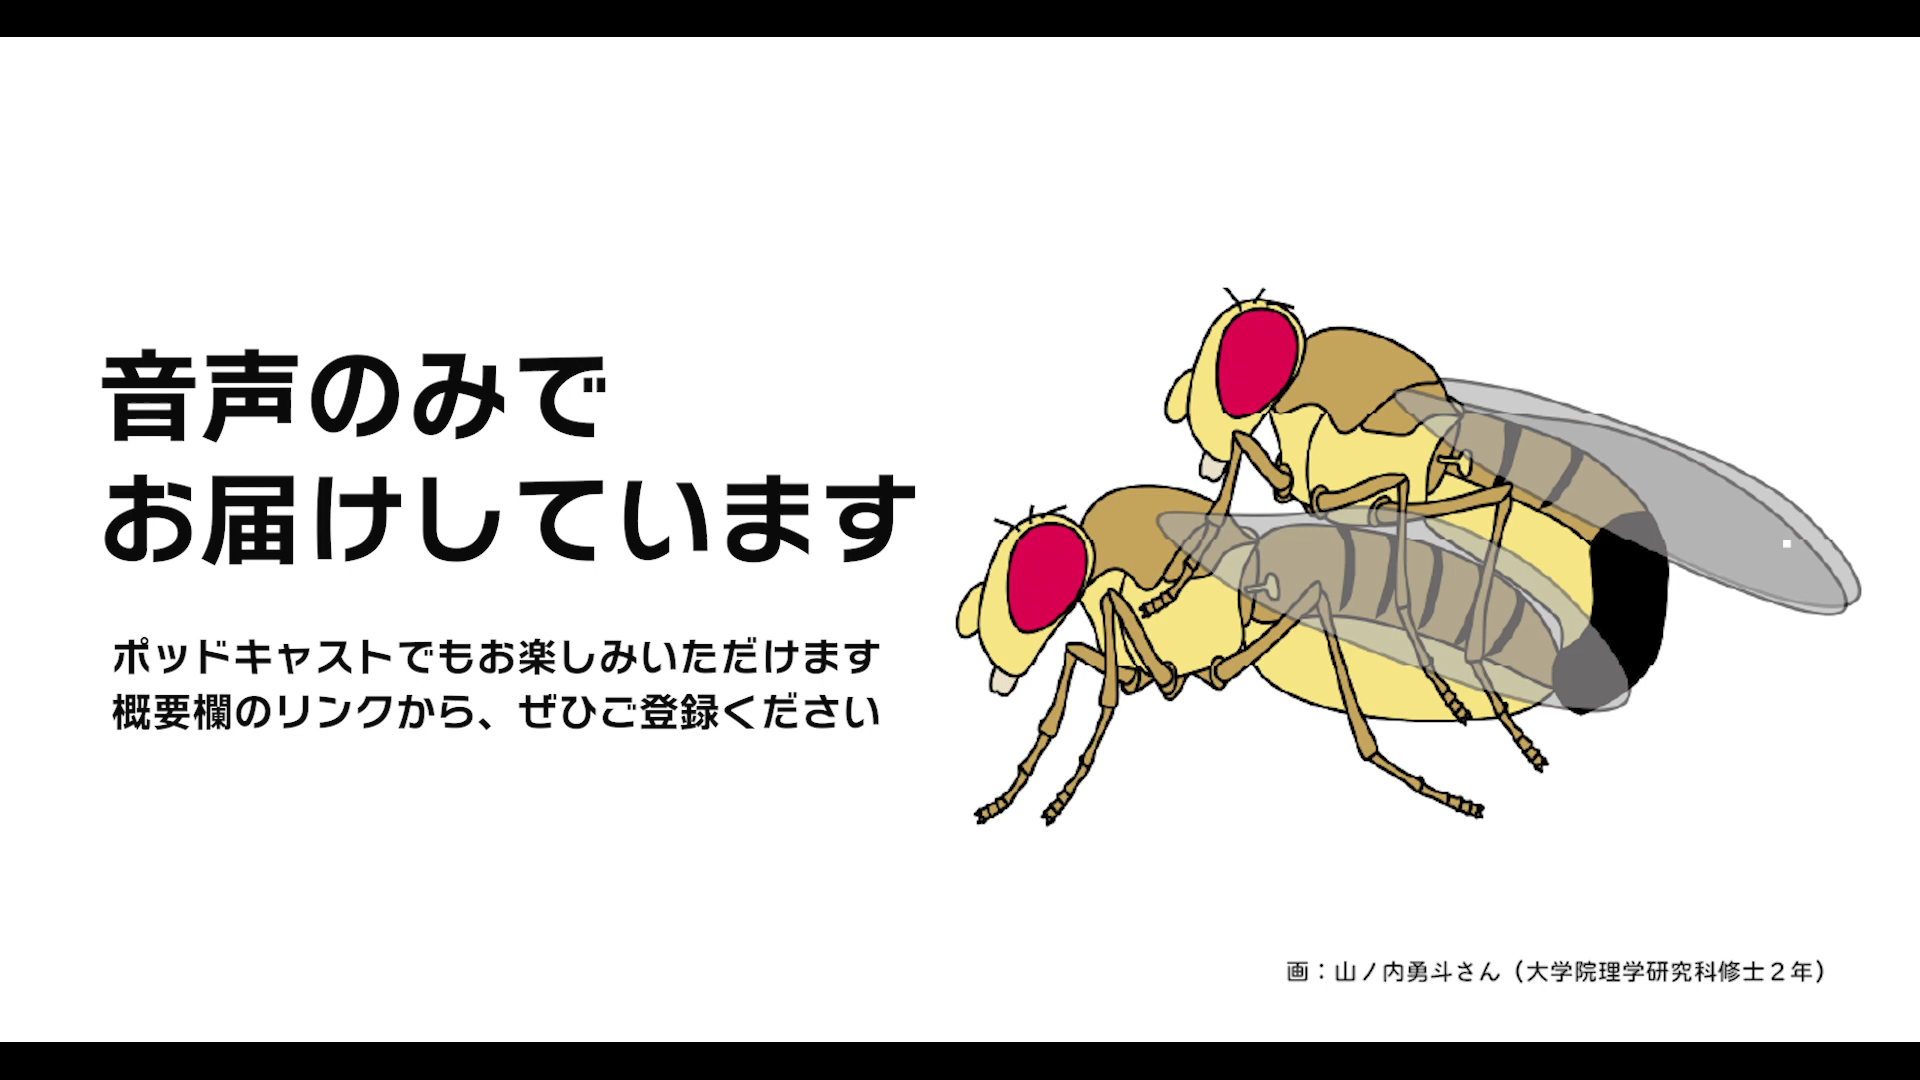 音声のみで
お届けしています
ポッドキャストでもお楽しみいただけます
概要欄のリンクから、ぜひご登録ください
画：山ノ内勇斗さん（大学院理学研究科修士２年）